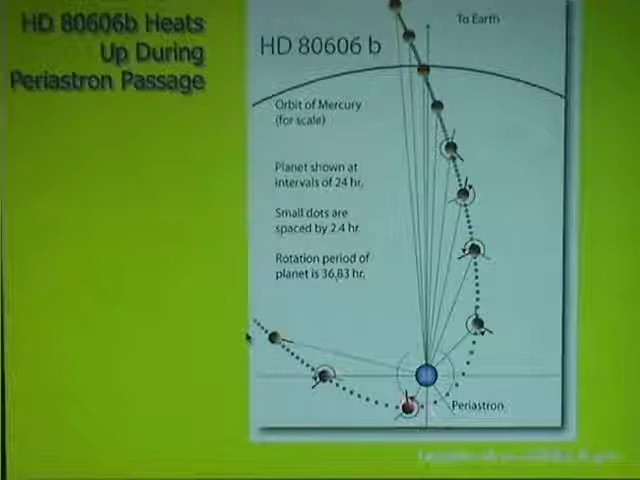 HD 80606b Heats
Up During
Periastron Passage
To Earth
HD 80606 b
Orbit of Mercury
(for scale)
Planet shown at
intervals of 24 hr.
Small dots are
spaced by 2.4 hr.
Rotation period of
planet is 36.83 hr.
Periastron